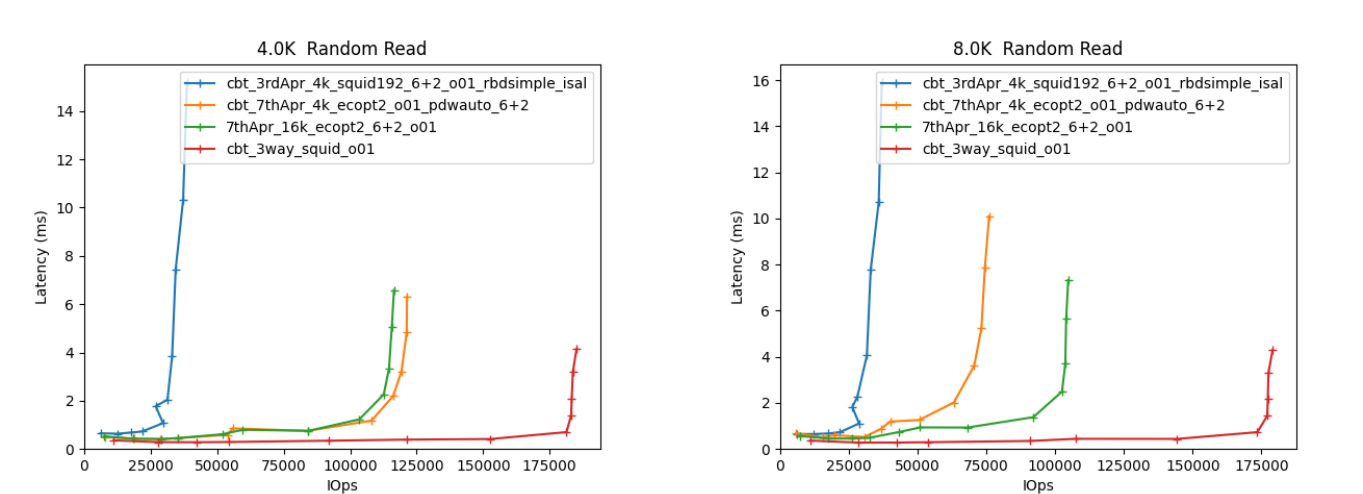 4.0K  Random Read
cbt_3rdApr_4k_squid192_6+2_o01_rbdsimple_isal
cbt_7thApr_4k_ecopt2_o01_pdwauto_6+2
7thApr_16k_ecopt2_6+2_o01
cbt_3way_squid_o01
Latency (ms)
14
12
10
8
6
4
2
0
0 25000 50000 75000 100000 125000 150000 175000
IOps
8.0K  Random Read
cbt_3rdApr_4k_squid192_6+2_o01_rbdsimple_isal
cbt_7thApr_4k_ecopt2_o01_pdwauto_6+2
7thApr_16k_ecopt2_6+2_o01
cbt_3way_squid_o01
Latency (ms)
16
14
12
10
8
6
4
2
0
0 25000 50000 75000 100000 125000 150000 175000
IOps